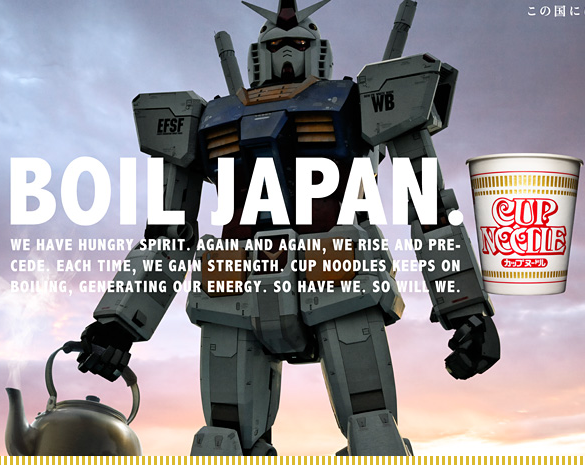 この国に
EFSF
WB
BOIL JAPAN.
WE HAVE HUNGRY SPIRIT. AGAIN AND AGAIN, WE RISE AND PRE-
CEDE. EACH TIME, WE GAIN STRENGTH. CUP NOODLES KEEPS ON
BOILING, GENERATING OUR ENERGY. SO HAVE WE. SO WILL WE.
CUP
NOODLE
カップヌードル